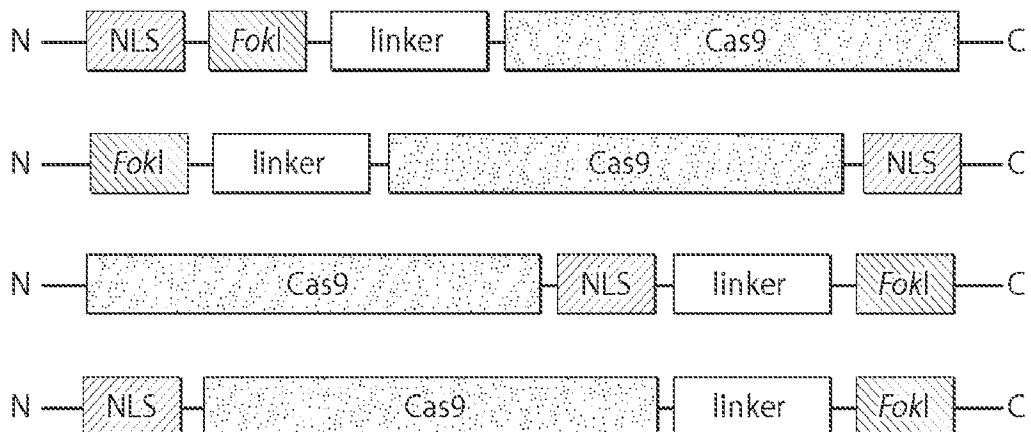 N NLS FokI linker Cas9 C
N FokI linker Cas9 NLS C
N Cas9 NLS linker FokI C
N NLS Cas9 linker FokI C